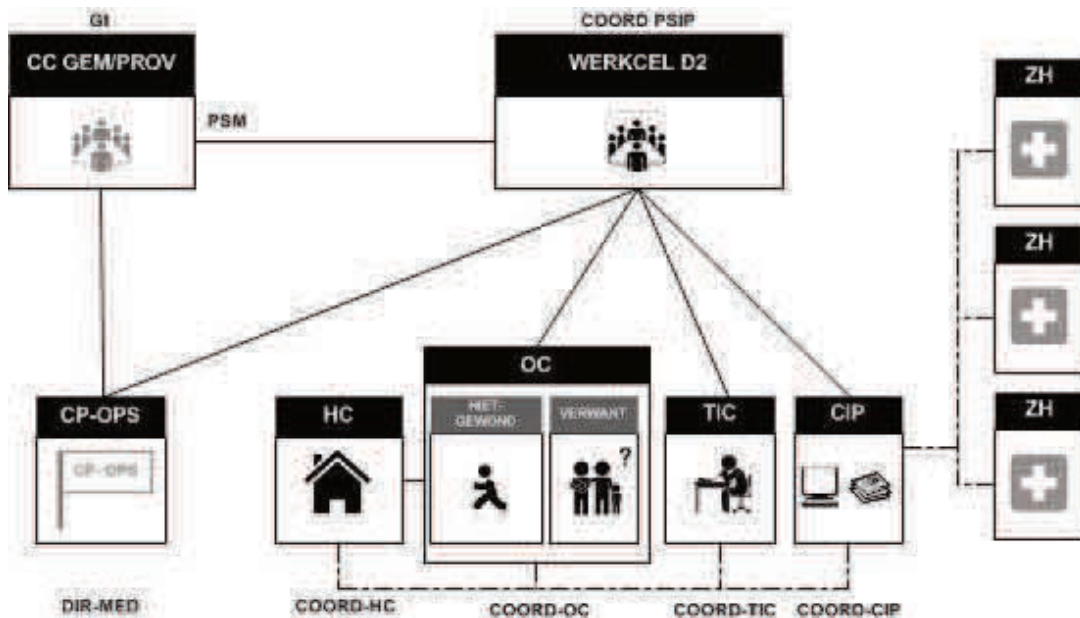 GI
COORD PSIP
CC GEM/PROV
WERKCEL D2
ZH
PSM
ZH
OC
CP-OPS
HC
NIET-
GEWOND
VERWANT
TIC
CIP
ZH
CP-OPS
?
DIR-MED
COORD-HC
COORD-OC
COORD-TIC
COORD-CIP